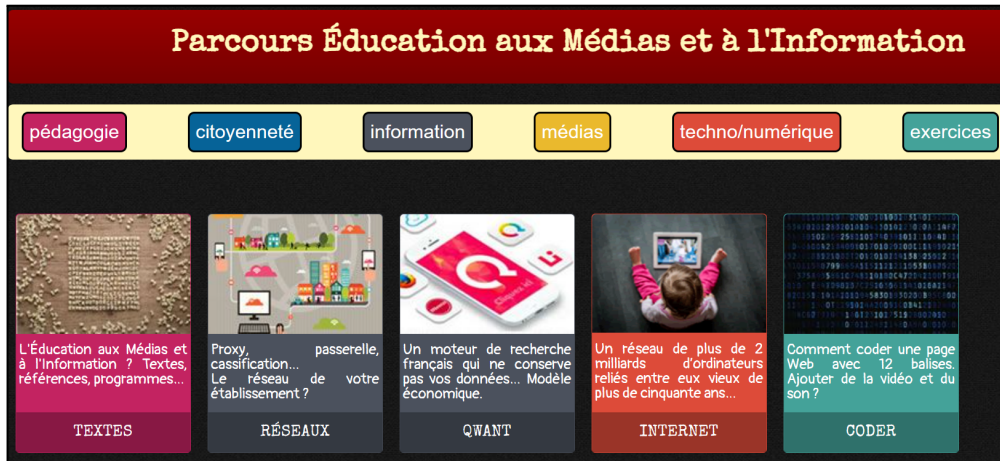 Parcours Éducation aux Médias et à l'Information
pédagogie
citoyenneté
information
médias
techno/numérique
exercices
L'Éducation aux Médias et
à l'Information ? Textes,
références, programmes...
TEXTES
Proxy, passerelle,
classification...
Le réseau de votre
établissement ?
RÉSEAUX
Un moteur de recherche
français qui ne conserve
pas vos données... Modèle
économique.
QWANT
Un réseau de plus de 2
milliards d'ordinateurs
reliés entre eux vieux de
plus de cinquante ans...
INTERNET
Comment coder une page
Web avec 12 balises.
Ajouter de la vidéo et du
son ?
CODER